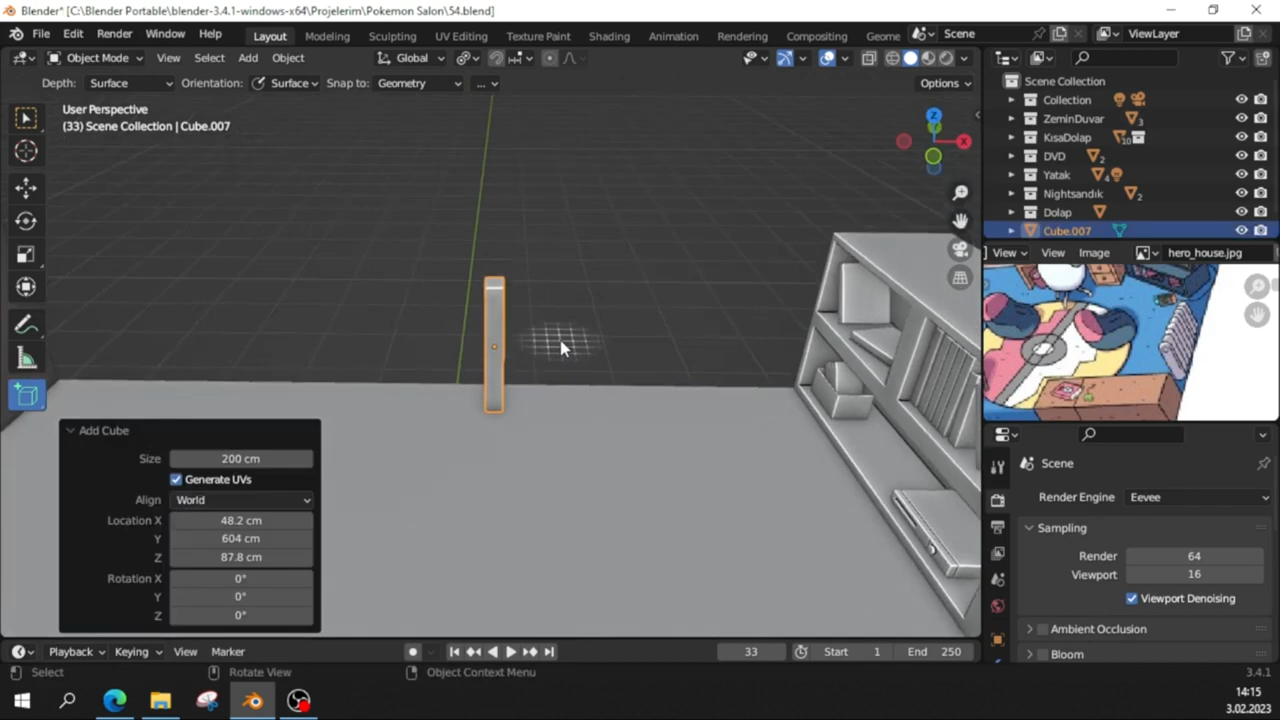 Blender* [C:\Blender Portable\blender-3.4.1-windows-x64\Projelerim\Pokemon Salon\54.blend]
File Edit Render Window Help Layout Modeling Sculpting UV Editing Texture Paint Shading Animation Rendering Compositing Geome Scene ViewLayer
Object Mode View Select Add Object Global
Depth: Surface Orientation: Surface Snap to: Geometry ... Options
User Perspective
(33) Scene Collection | Cube.007
Z
X
Scene Collection
Collection
ZeminDuvar 3
KısaDolap 10
DVD 2
Yatak 4
Nightsandık 2
Dolap
Cube.007
View View Image hero_house.jpg
Add Cube
Size 200 cm
Generate UVs
Align World
Location X 48.2 cm
Y 604 cm
Z 87.8 cm
Rotation X 0°
Y 0°
Z 0°
Scene
Render Engine Eevee
Sampling
Render 64
Viewport 16
Viewport Denoising
Ambient Occlusion
Bloom
Playback Keying View Marker 33 Start 1 End 250
Select Rotate View Object Context Menu 3.4.1
14:15
3.02.2023